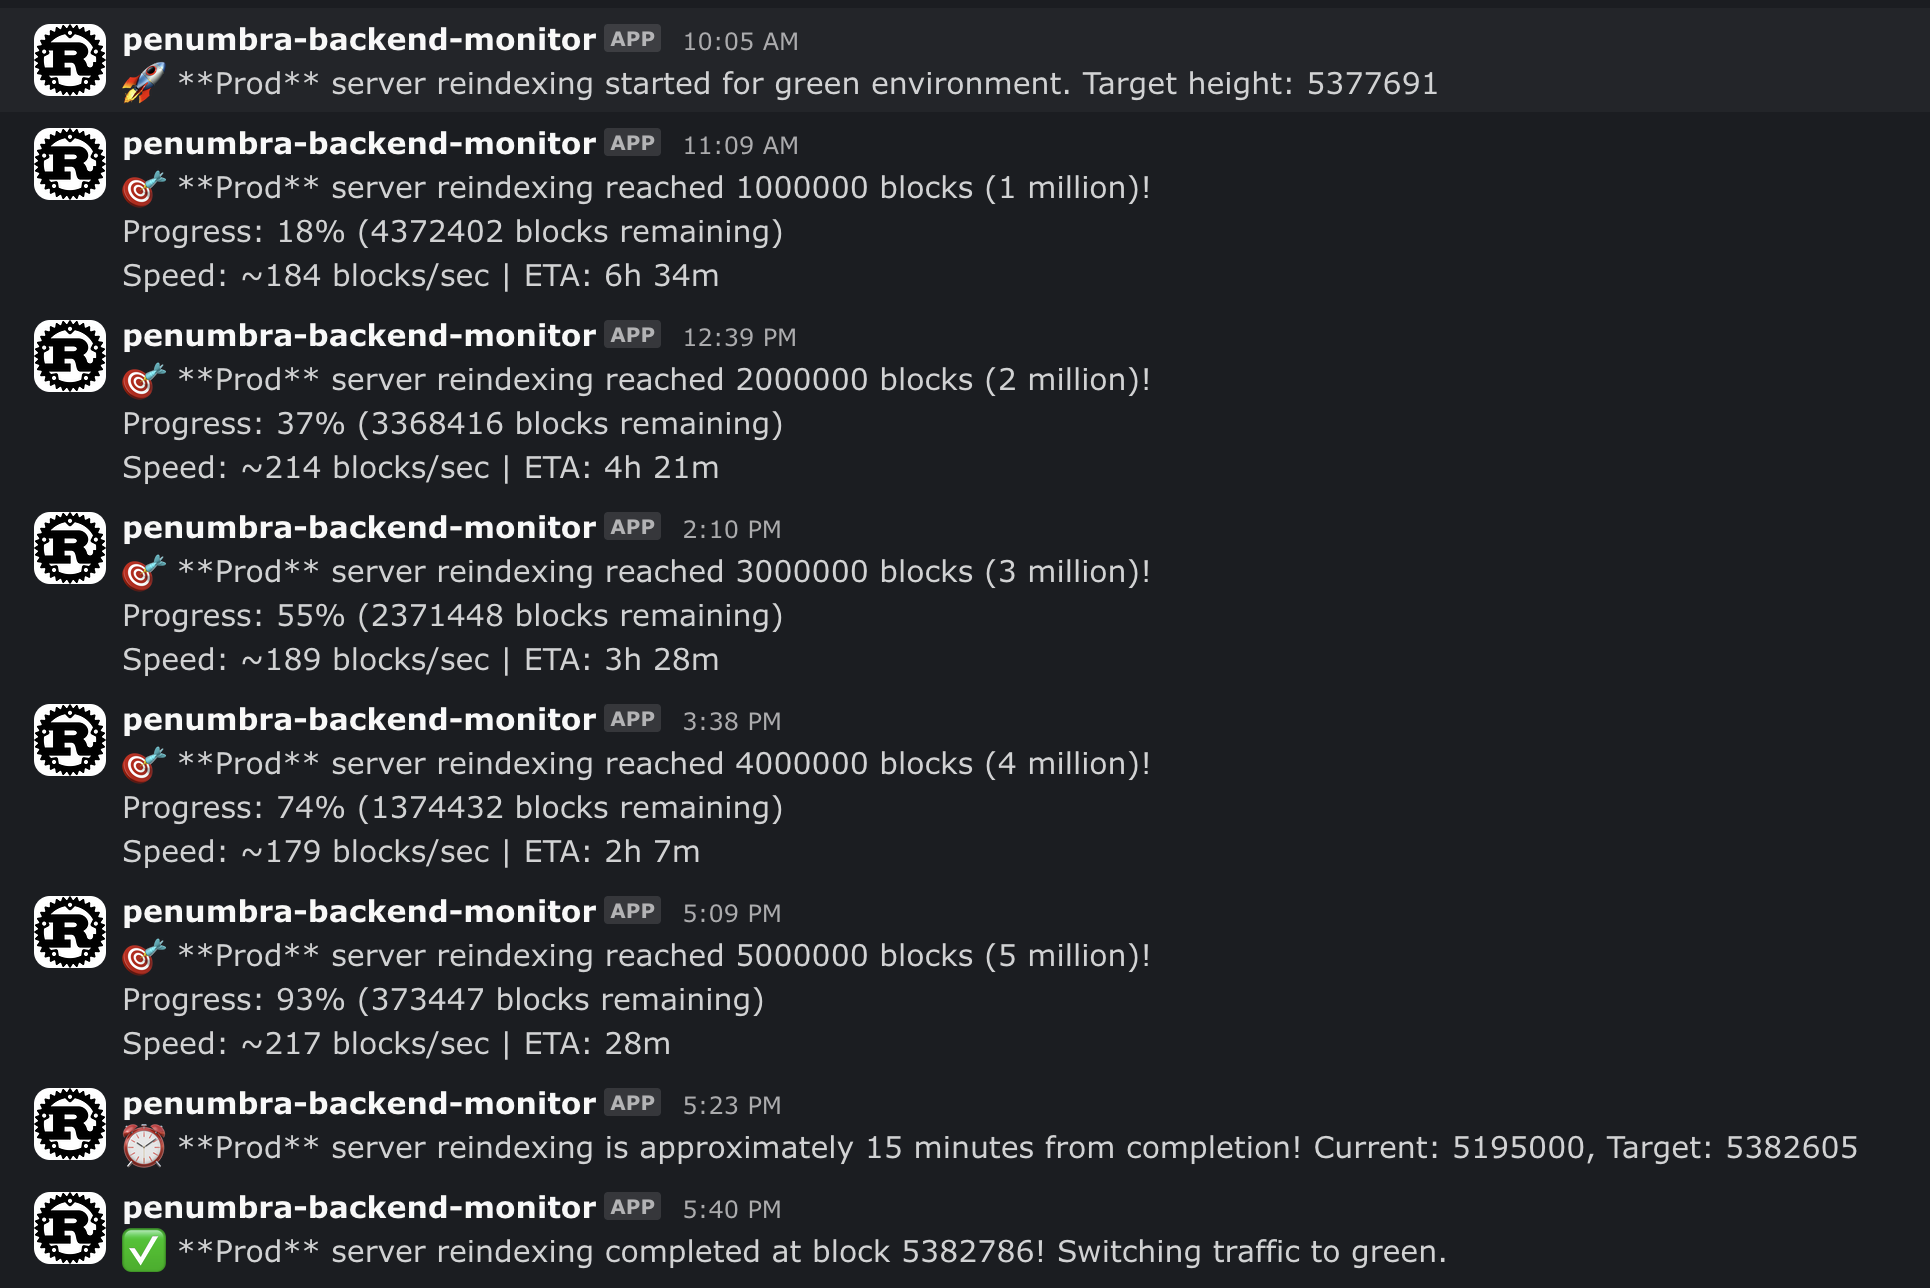 penumbra-backend-monitor APP 10:05 AM
🚀 **Prod** server reindexing started for green environment. Target height: 5377691
penumbra-backend-monitor APP 11:09 AM
🎯 **Prod** server reindexing reached 1000000 blocks (1 million)!
Progress: 18% (4372402 blocks remaining)
Speed: ~184 blocks/sec | ETA: 6h 34m
penumbra-backend-monitor APP 12:39 PM
🎯 **Prod** server reindexing reached 2000000 blocks (2 million)!
Progress: 37% (3368416 blocks remaining)
Speed: ~214 blocks/sec | ETA: 4h 21m
penumbra-backend-monitor APP 2:10 PM
🎯 **Prod** server reindexing reached 3000000 blocks (3 million)!
Progress: 55% (2371448 blocks remaining)
Speed: ~189 blocks/sec | ETA: 3h 28m
penumbra-backend-monitor APP 3:38 PM
🎯 **Prod** server reindexing reached 4000000 blocks (4 million)!
Progress: 74% (1374432 blocks remaining)
Speed: ~179 blocks/sec | ETA: 2h 7m
penumbra-backend-monitor APP 5:09 PM
🎯 **Prod** server reindexing reached 5000000 blocks (5 million)!
Progress: 93% (373447 blocks remaining)
Speed: ~217 blocks/sec | ETA: 28m
penumbra-backend-monitor APP 5:23 PM
⏰ **Prod** server reindexing is approximately 15 minutes from completion! Current: 5195000, Target: 5382605
penumbra-backend-monitor APP 5:40 PM
✅ **Prod** server reindexing completed at block 5382786! Switching traffic to green.